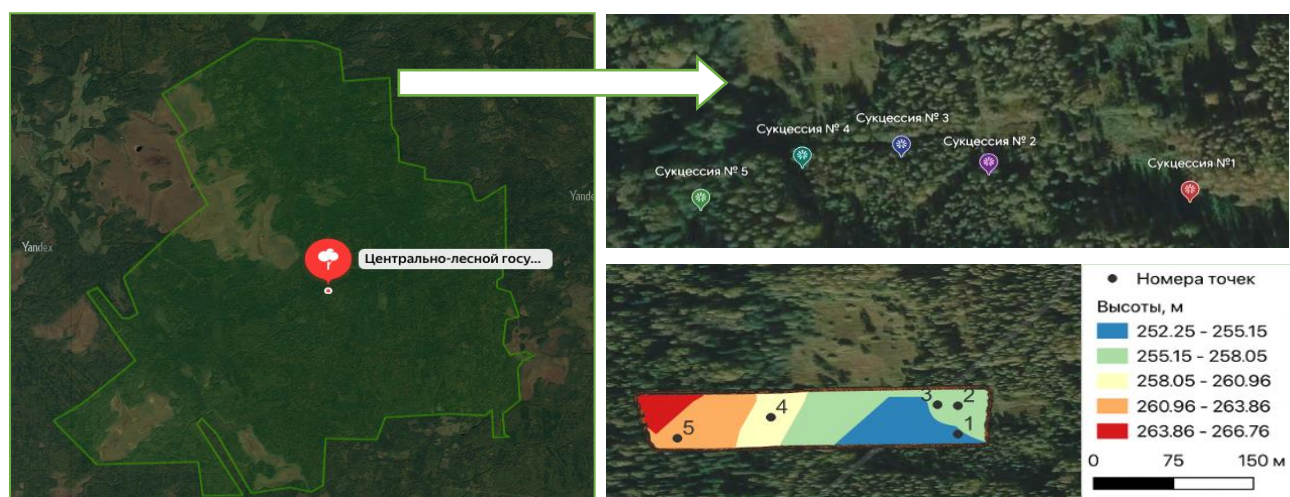 Yandex
Yande
Центрально-лесной госу...
Сукцессия № 5
Сукцессия № 4
Сукцессия № 3
Сукцессия № 2
Сукцессия №1
5
4
3
2
1
Номера точек
Высоты, м
252.25 - 255.15
255.15 - 258.05
258.05 - 260.96
260.96 - 263.86
263.86 - 266.76
0 75 150 м